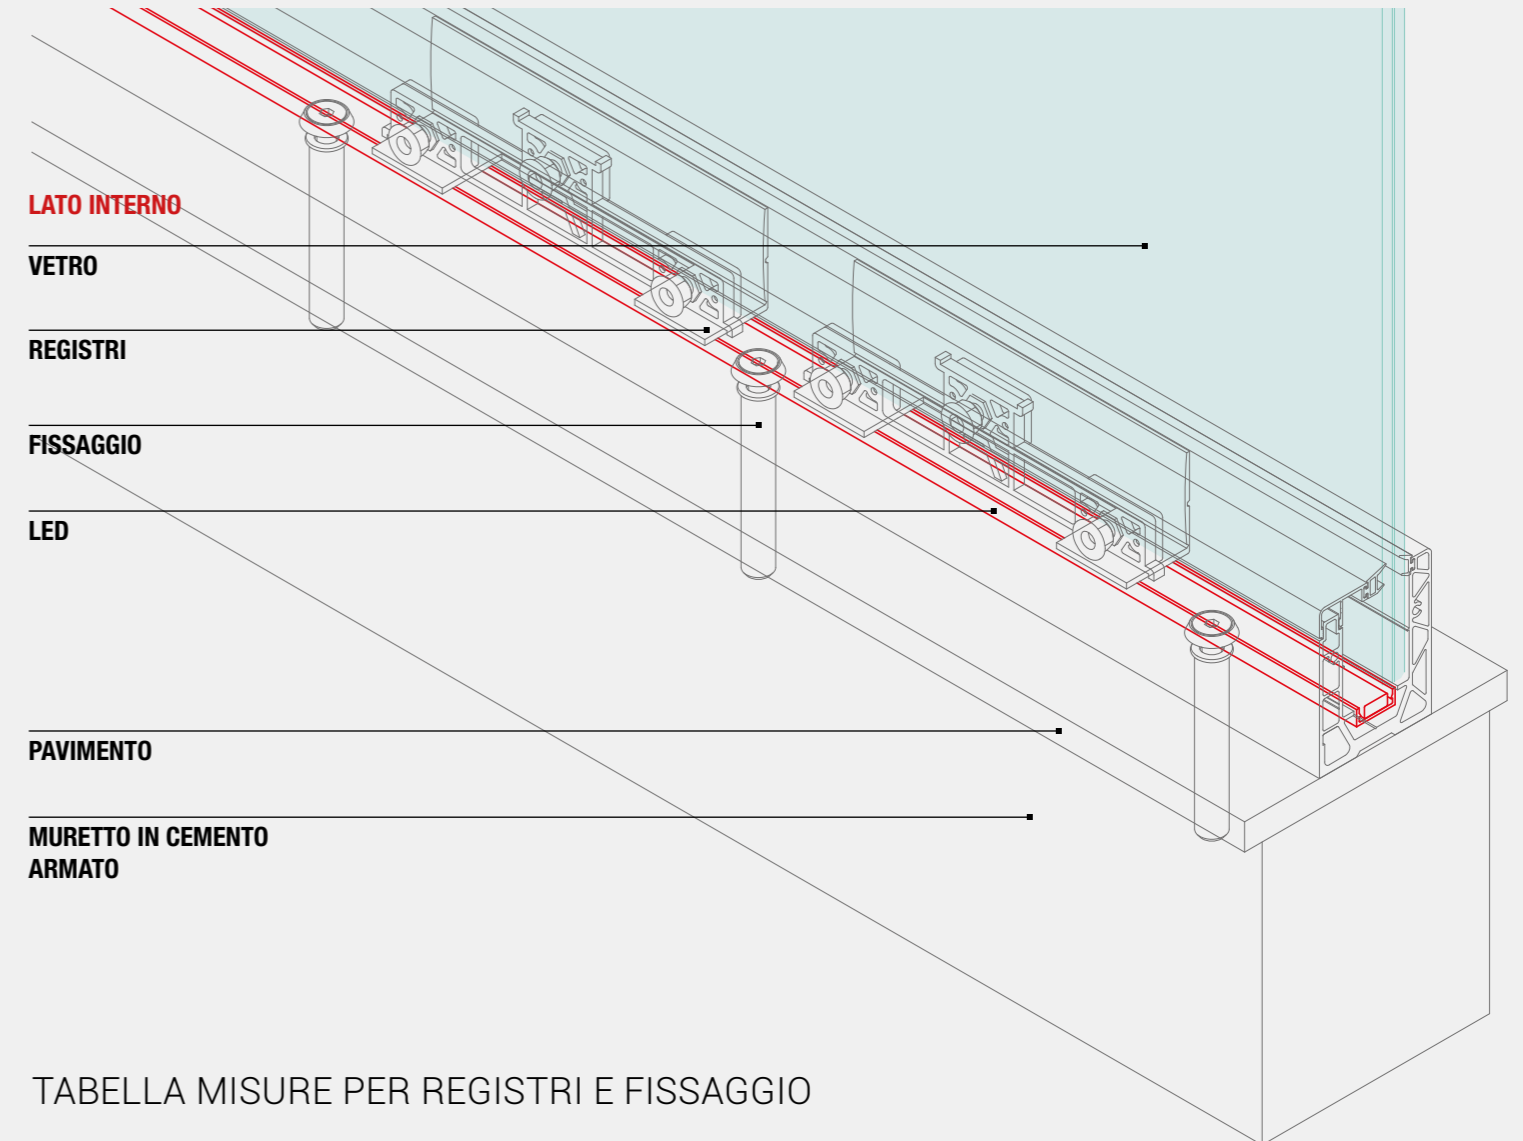 LATO INTERNO
VETRO
REGISTRI
FISSAGGIO
LED
PAVIMENTO
MURETTO IN CEMENTO
ARMATO
TABELLA MISURE PER REGISTRI E FISSAGGIO